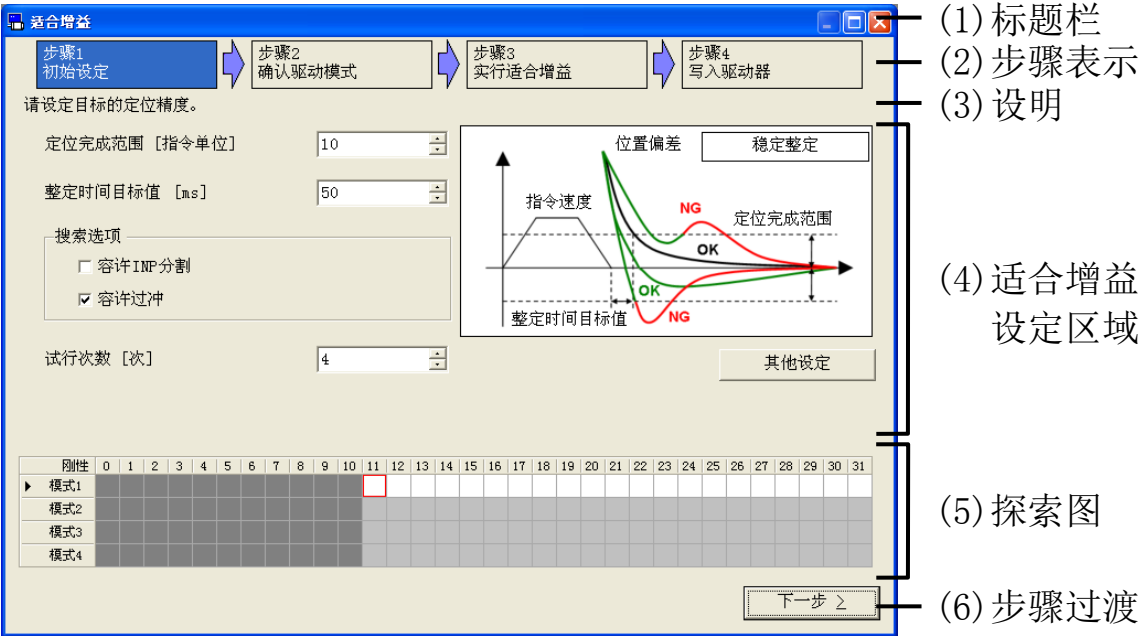 适合增益
(1)标题栏
步骤1
初始设定
步骤2
确认驱动模式
步骤3
实行适合增益
步骤4
写入驱动器
(2)步骤表示
请设定目标的定位精度。
(3)设明
定位完成范围 [指令单位]
10
整定时间目标值 [ms]
50
搜索选项
容许INP分割
容许过冲
试行次数 [次]
4
位置偏差
稳定整定
指令速度
NG
定位完成范围
OK
OK
整定时间目标值
NG
其他设定
(4)适合增益
设定区域
刚性 0 1 2 3 4 5 6 7 8 9 10 11 12 13 14 15 16 17 18 19 20 21 22 23 24 25 26 27 28 29 30 31
模式1
模式2
模式3
模式4
(5)探索图
下一步 ≥
(6)步骤过渡